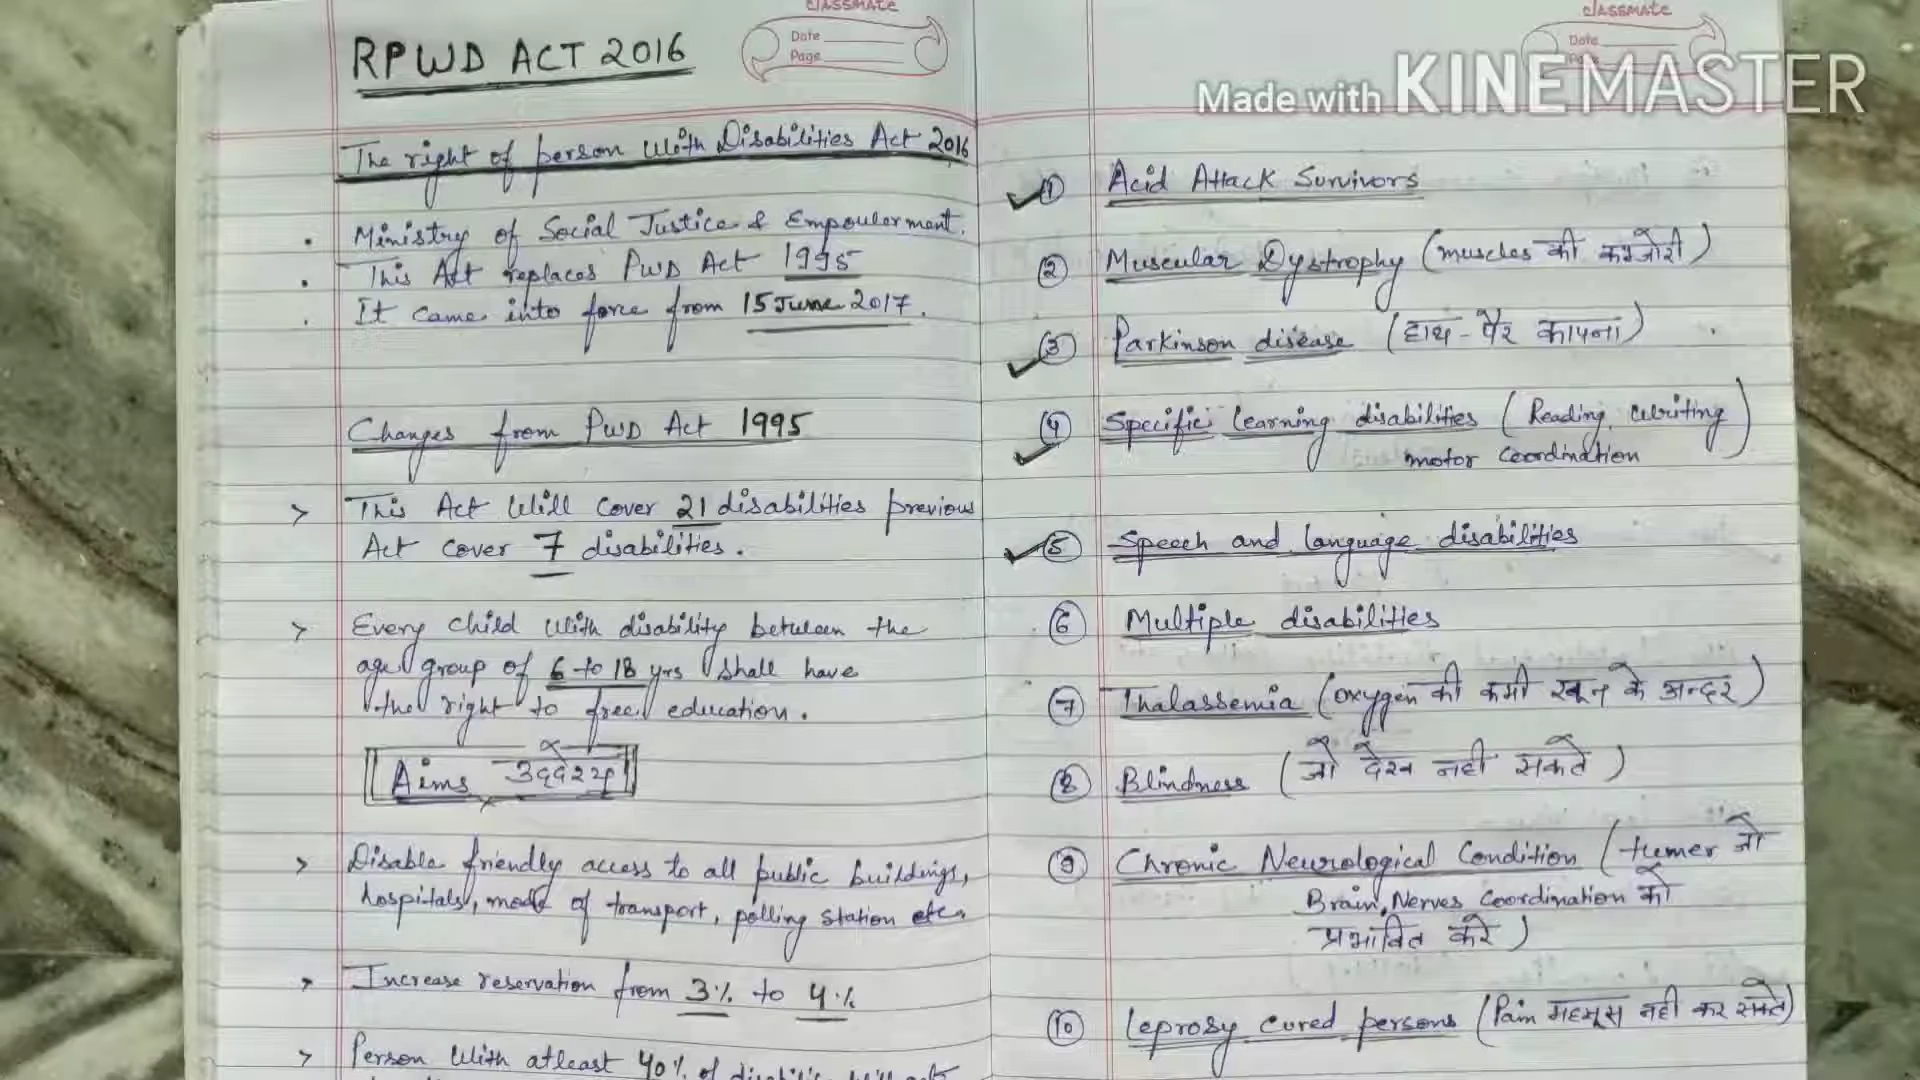 classmate
Date
Page
RPWD ACT 2016
The right of person with Disabilities Act 2016
Ministry of Social Justice & Empowerment.
This Act replaces PWD Act 1995
It came into force from 15 June 2017.
Changes from PWD Act 1995
> This Act will cover 21 disabilities previous
Act cover 7 disabilities.
> Every child with disability between the
age group of 6 to 18 yrs shall have
the right to free education.
Aims उददेश्य
> Disable friendly access to all public buildings,
hospitals, mode of transport, polling station etc.
> Increase reservation from 3% to 4%
> Person with atleast 40% of
classmate
Date
Made with KINEMASTER
1 Acid Attack Survivors
2 Muscular Dystrophy (muscles की कमजोरी)
3 Parkinson disease (हाथ-पैर कापना)
4 Specific learning disabilities (Reading, writing)
motor coordination
5 Speech and language disabilities
6 Multiple disabilities
7 Thalassemia (oxygen की कमी खून के अन्दर)
8 Blindness (जो देख नही सकते)
9 Chronic Neurological Condition (tumer जो
Brain, Nerves coordination को
प्रभावित करे)
10 Leprosy cured persons (Pain महसूस नही कर सकते)